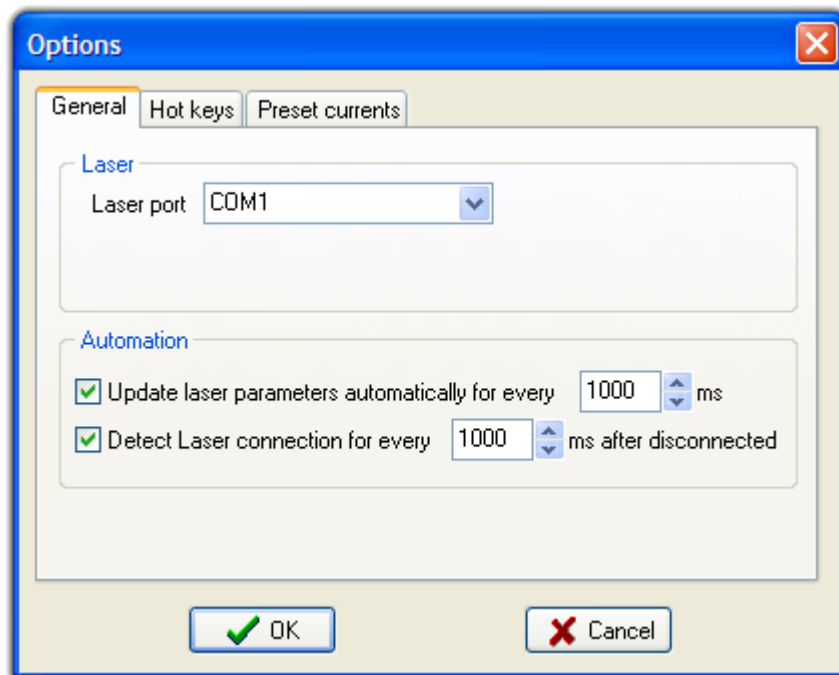 Options
General Hot keys Preset currents
Laser
Laser port COM1
Automation
Update laser parameters automatically for every 1000 ms
Detect Laser connection for every 1000 ms after disconnected
OK Cancel